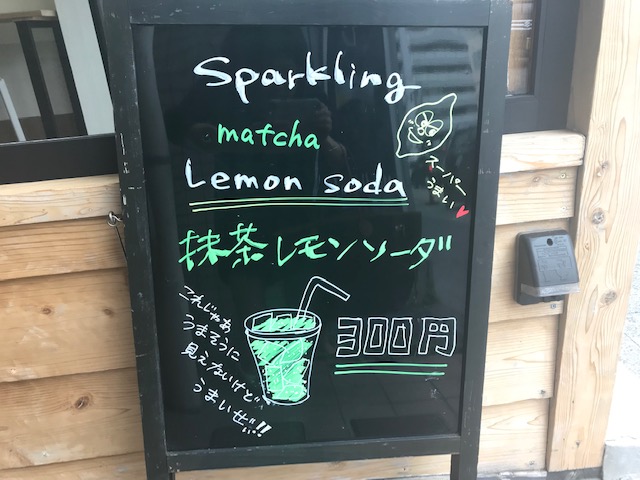 Sparkling
matcha
Lemon soda
スーパー
うまい
抹茶レモンソーダ
これじゃあ
うまそうに
見えないけど
うまいぜ!!
300円